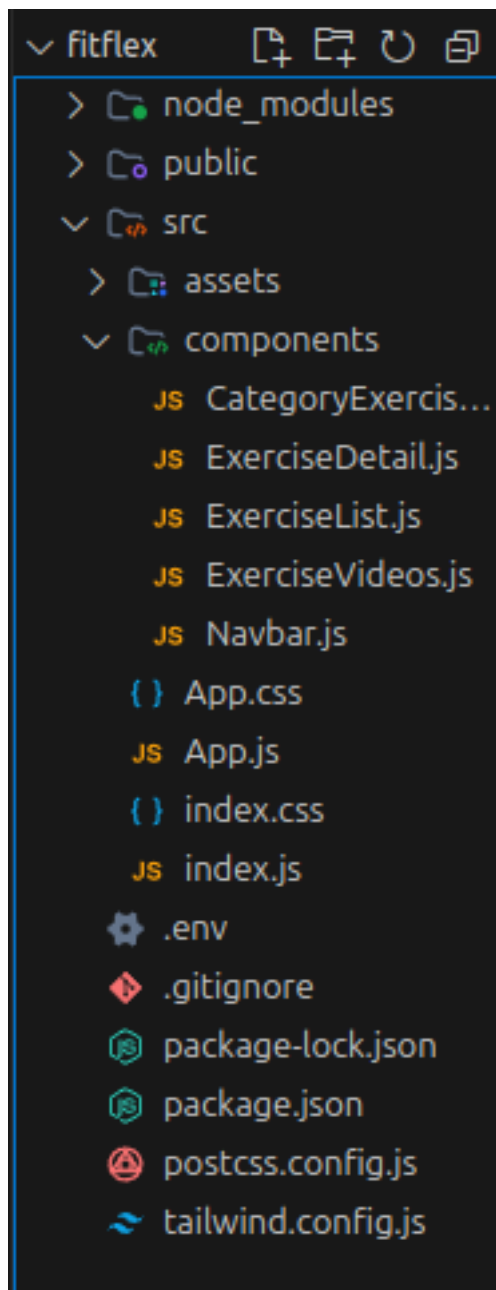 fitflex
node_modules
public
src
assets
components
JS CategoryExercis...
JS ExerciseDetail.js
JS ExerciseList.js
JS ExerciseVideos.js
JS Navbar.js
{ } App.css
JS App.js
{ } index.css
JS index.js
.env
.gitignore
package-lock.json
package.json
postcss.config.js
tailwind.config.js